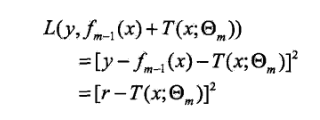 L(y, f_{m-1}(x) + T(x; Θ_m))
= [y - f_{m-1}(x) - T(x; Θ_m)]²
= [r - T(x; Θ_m)]²